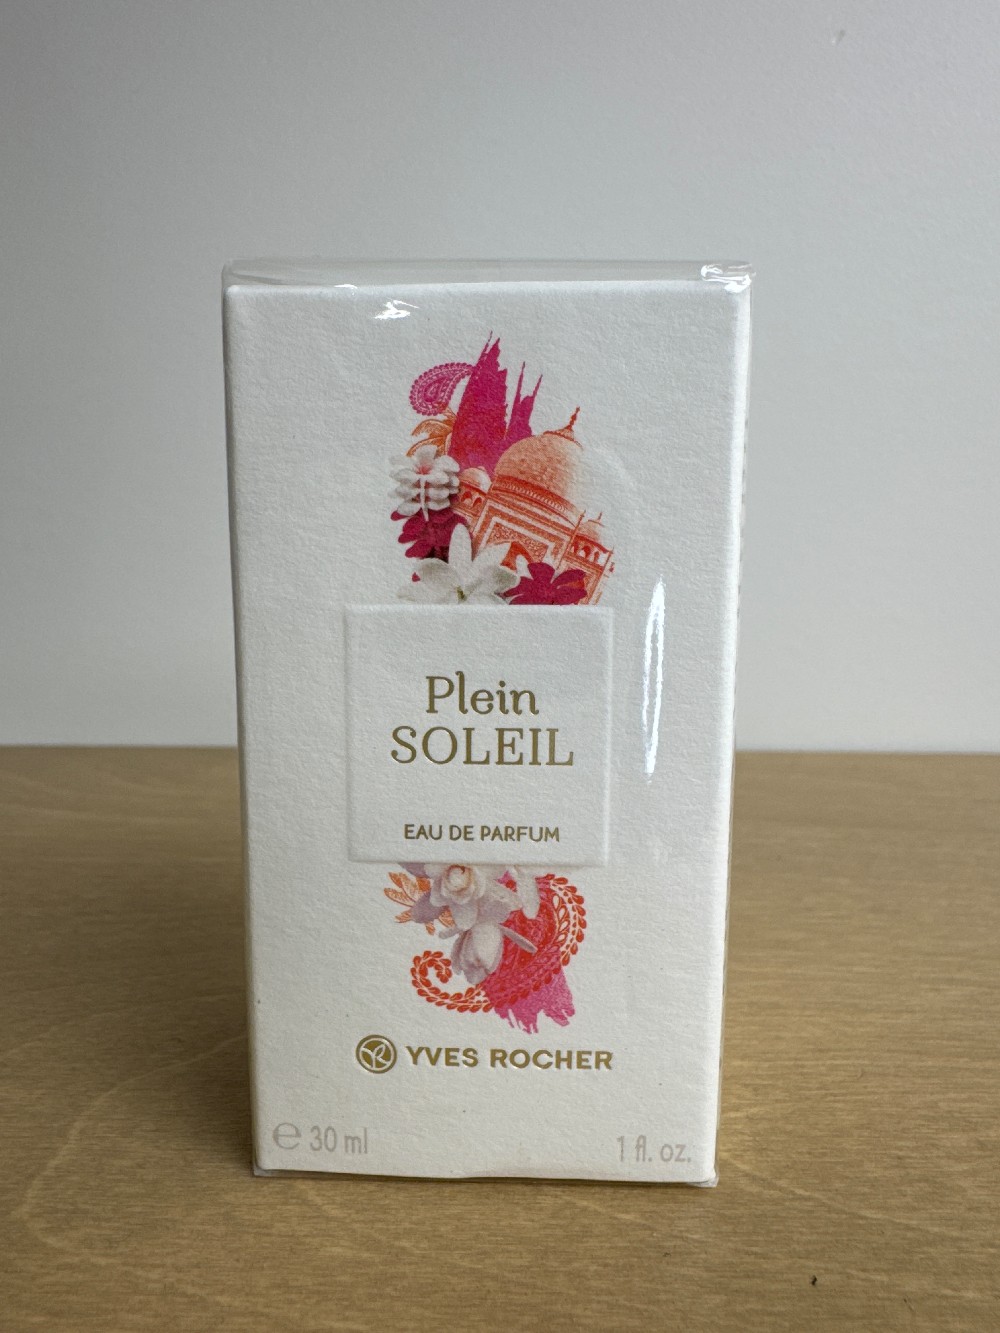 Plein
SOLEIL
EAU DE PARFUM
YVES ROCHER
℮ 30 ml
1 fl. oz.